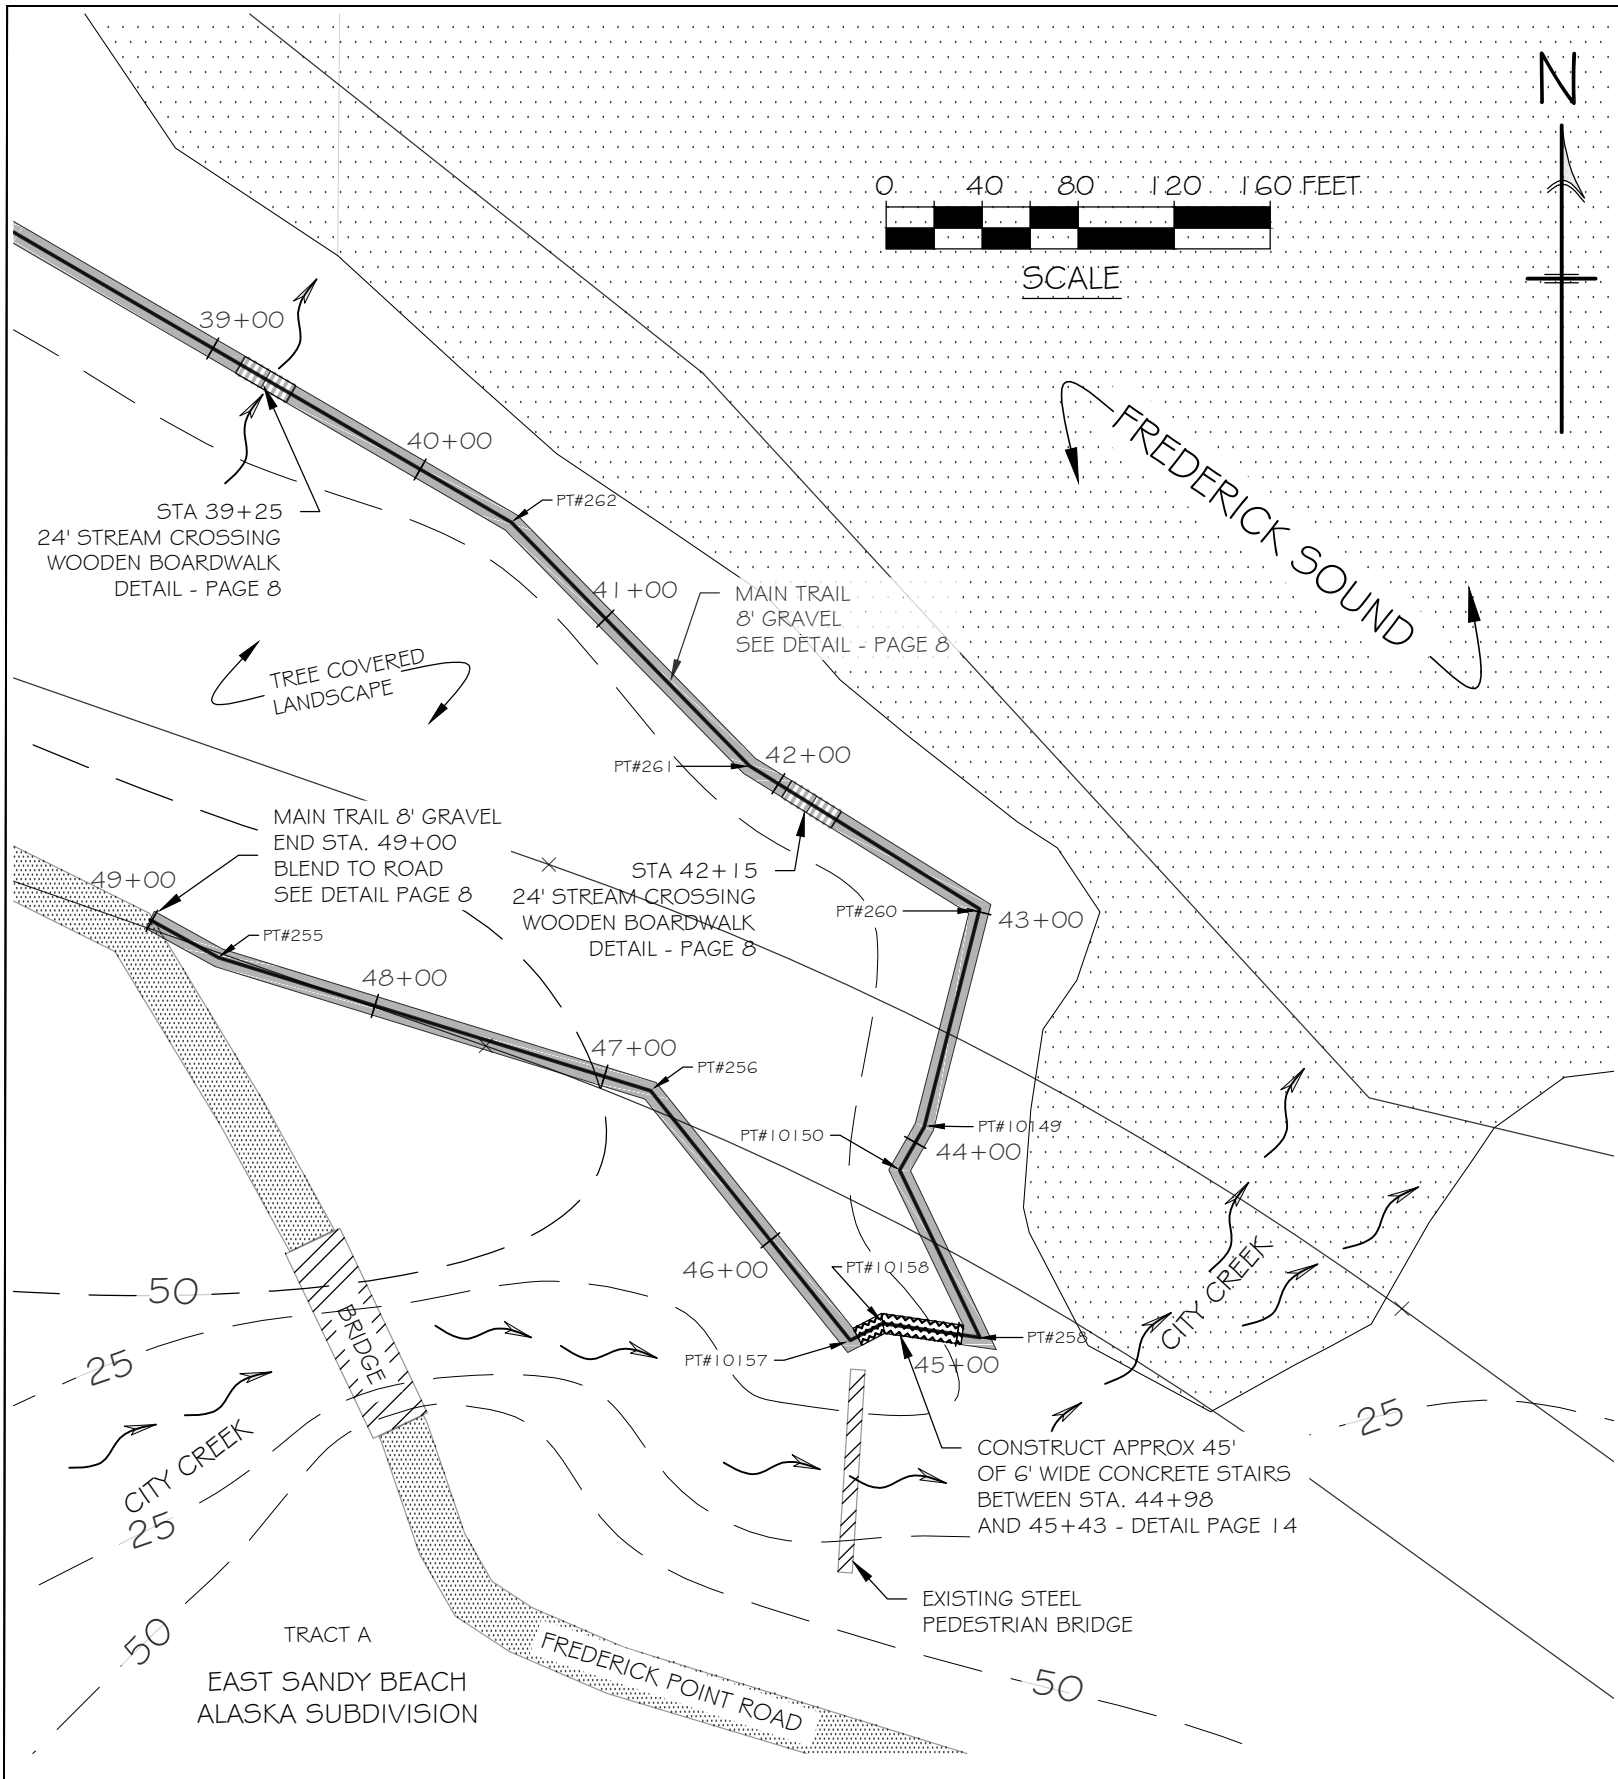 N
0 40 80 120 160 FEET
SCALE
39+00
40+00
PT#262
STA 39+25
24' STREAM CROSSING
WOODEN BOARDWALK
DETAIL - PAGE 8
FREDERICK SOUND
41+00
MAIN TRAIL
8' GRAVEL
SEE DETAIL - PAGE 8
TREE COVERED
LANDSCAPE
42+00
PT#261
MAIN TRAIL 8' GRAVEL
END STA. 49+00
BLEND TO ROAD
SEE DETAIL PAGE 8
49+00
STA 42+15
24' STREAM CROSSING
WOODEN BOARDWALK
DETAIL - PAGE 8
PT#260
43+00
PT#255
48+00
47+00
PT#256
PT#10149
PT#10150
44+00
46+00
PT#10158
50
BRIDGE
PT#258
CITY CREEK
PT#10157
45+00
25
25
CITY CREEK
25
CONSTRUCT APPROX 45'
OF 6' WIDE CONCRETE STAIRS
BETWEEN STA. 44+98
AND 45+43 - DETAIL PAGE 14
EXISTING STEEL
PEDESTRIAN BRIDGE
50
TRACT A
EAST SANDY BEACH
ALASKA SUBDIVISION
FREDERICK POINT ROAD
50